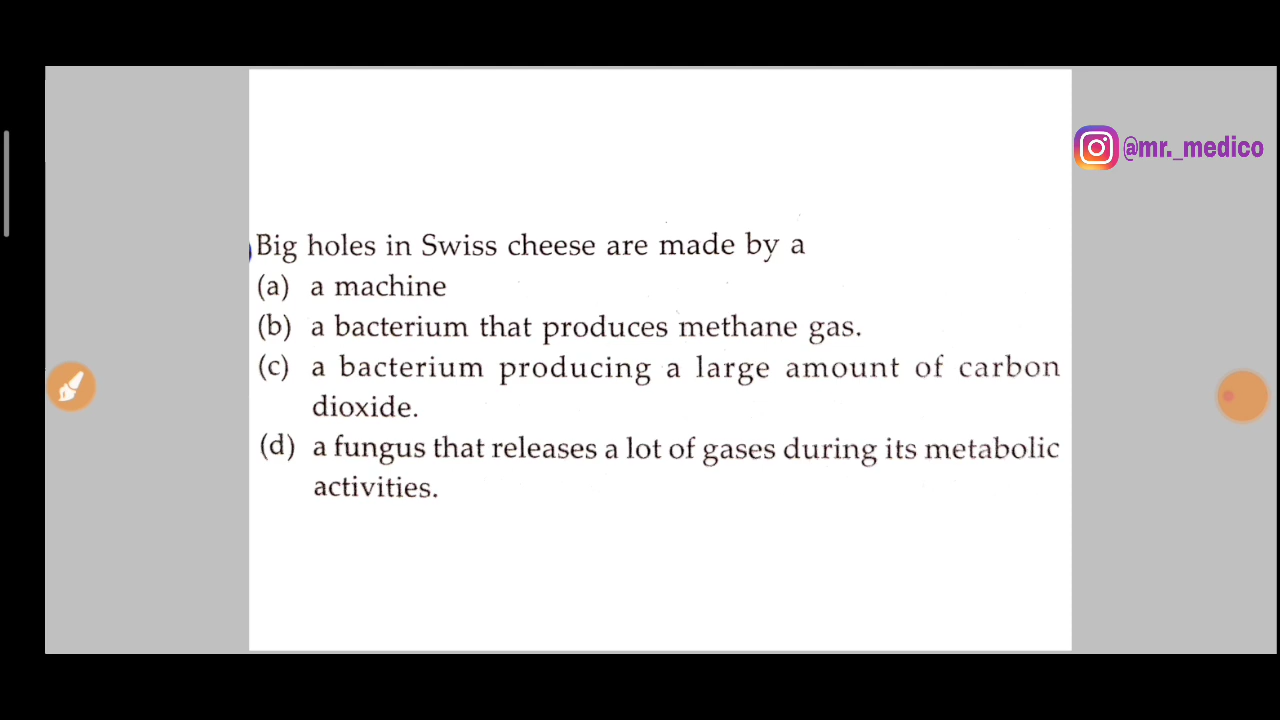 @mr._medico
Big holes in Swiss cheese are made by a
(a) a machine
(b) a bacterium that produces methane gas.
(c) a bacterium producing a large amount of carbon
dioxide.
(d) a fungus that releases a lot of gases during its metabolic
activities.